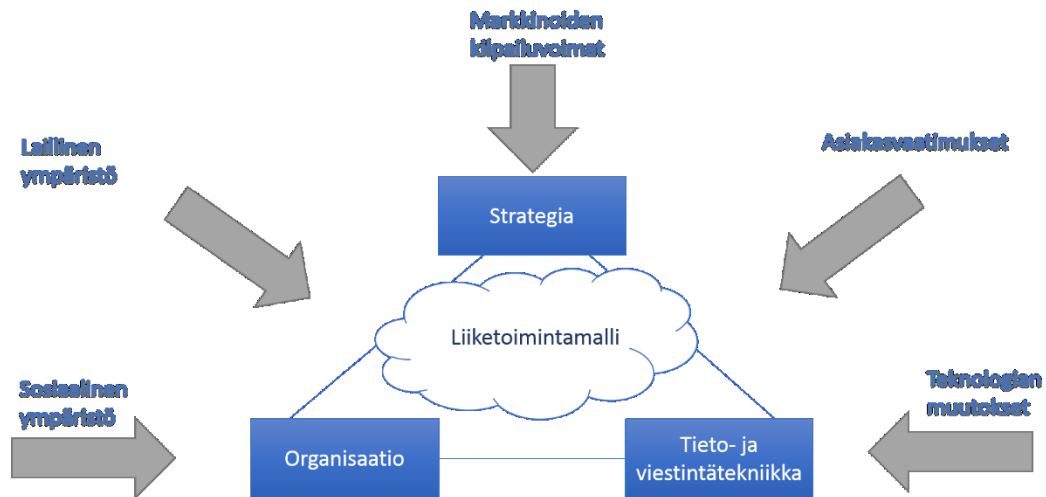 Markkinoiden
kilpailuvoimat
Laillinen
ympäristö
Asiakasvaatimukset
Strategia
Liiketoimintamalli
Sosiaalinen
ympäristö
Teknologian
muutokset
Organisaatio
Tieto- ja
viestintätekniikka